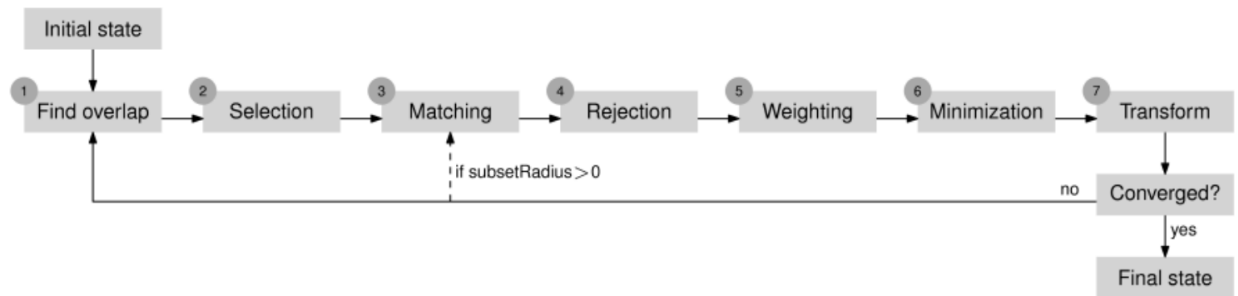 Initial state
1
Find overlap
2
Selection
3
Matching
4
Rejection
5
Weighting
6
Minimization
7
Transform
if subsetRadius>0
no
Converged?
yes
Final state